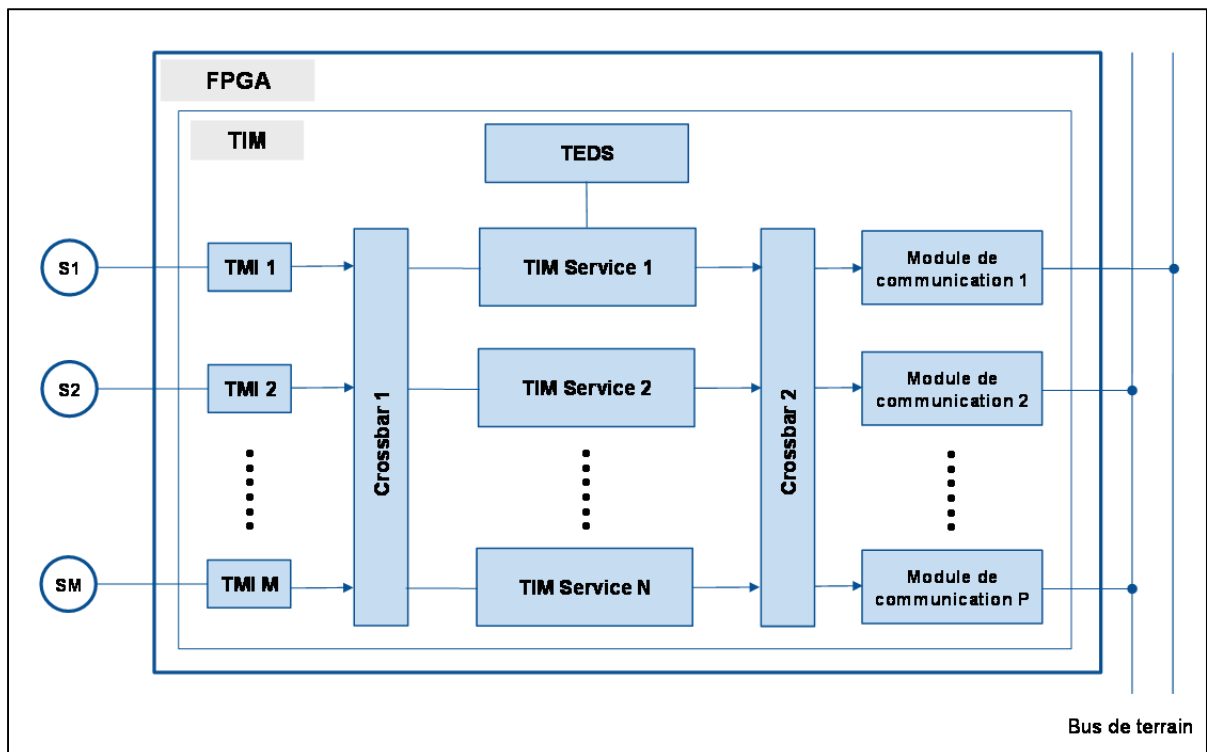 FPGA
TIM
TEDS
S1
TMI 1
Crossbar 1
TIM Service 1
Crossbar 2
Module de
communication 1
S2
TMI 2
TIM Service 2
Module de
communication 2
SM
TMI M
TIM Service N
Module de
communication P
Bus de terrain